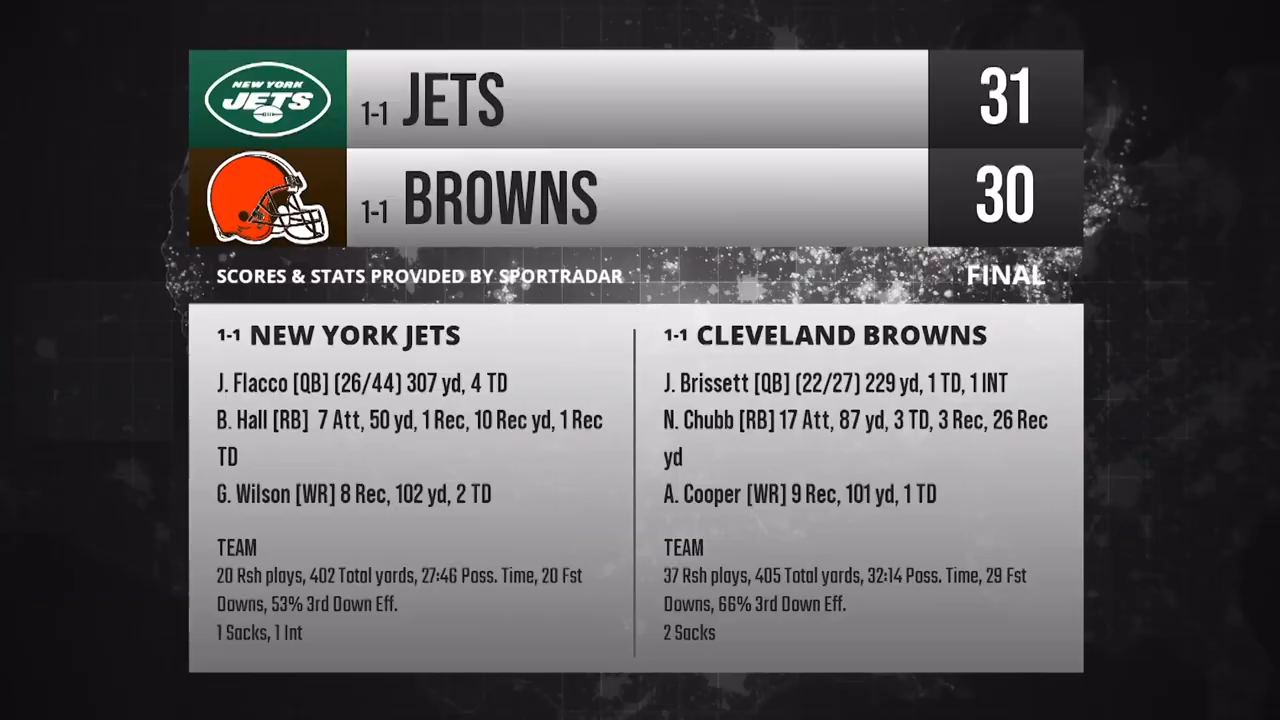 NEW YORK
JETS
1-1 JETS
31
1-1 BROWNS
30
SCORES & STATS PROVIDED BY SPORTRADAR
FINAL
1-1 NEW YORK JETS
J. Flacco [QB] (26/44) 307 yd, 4 TD
B. Hall [RB] 7 Att, 50 yd, 1 Rec, 10 Rec yd, 1 Rec
TD
G. Wilson [WR] 8 Rec, 102 yd, 2 TD
TEAM
20 Rsh plays, 402 Total yards, 27:46 Poss. Time, 20 Fst
Downs, 53% 3rd Down Eff.
1 Sacks, 1 Int
1-1 CLEVELAND BROWNS
J. Brissett [QB] (22/27) 229 yd, 1 TD, 1 INT
N. Chubb [RB] 17 Att, 87 yd, 3 TD, 3 Rec, 26 Rec
yd
A. Cooper [WR] 9 Rec, 101 yd, 1 TD
TEAM
37 Rsh plays, 405 Total yards, 32:14 Poss. Time, 29 Fst
Downs, 66% 3rd Down Eff.
2 Sacks